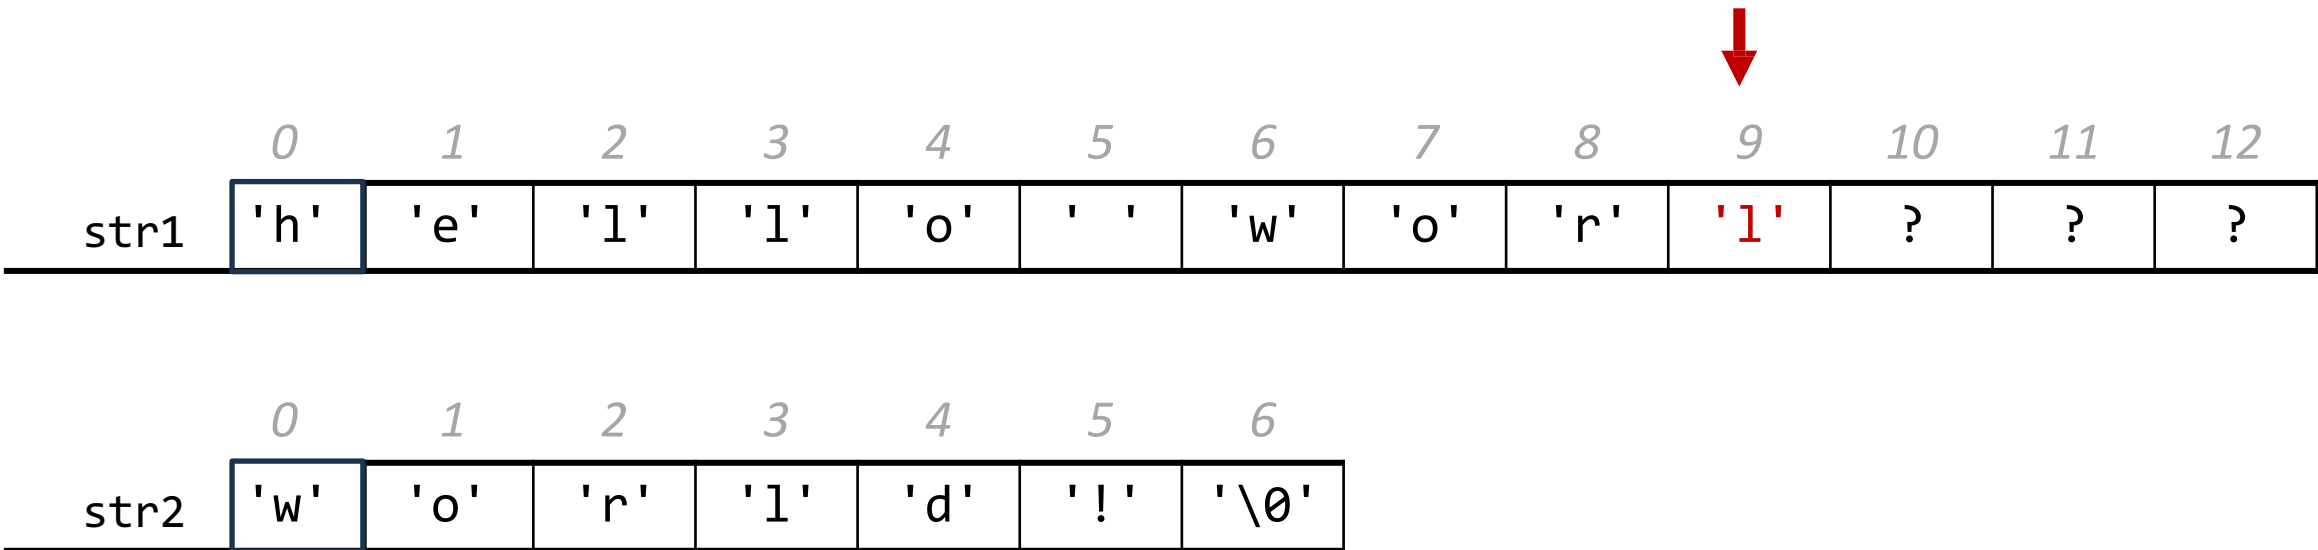 0 1 2 3 4 5 6 7 8 9 10 11 12
str1 'h' 'e' 'l' 'l' 'o' ' ' 'w' 'o' 'r' 'l' ? ? ?
0 1 2 3 4 5 6
str2 'w' 'o' 'r' 'l' 'd' '!' '\0'